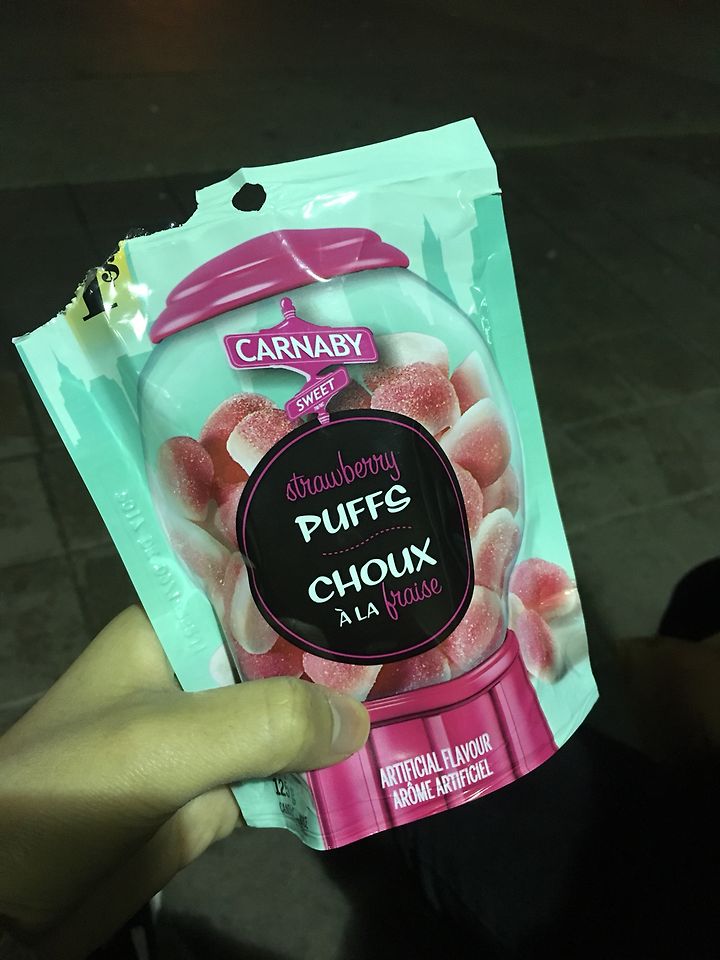 CARNABY
SWEET
strawberry
PUFFS
CHOUX
À LA fraise
ARTIFICIAL FLAVOUR
ARÔME ARTIFICIEL